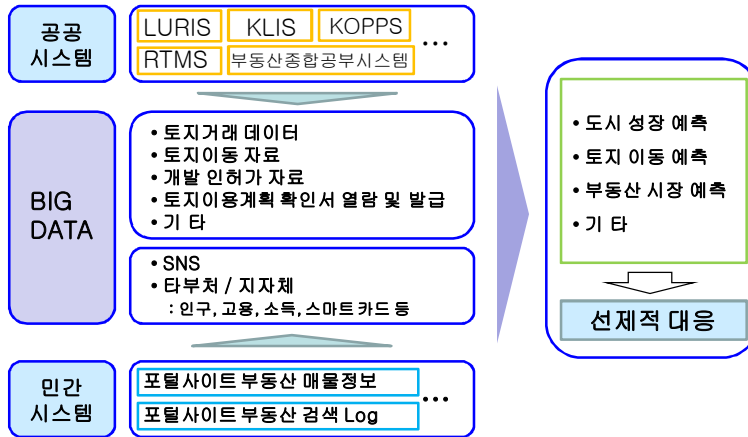 공공
시스템
LURIS KLIS KOPPS
RTMS 부동산종합공부시스템 ...
BIG
DATA
• 토지거래 데이터
• 토지이동 자료
• 개발 인허가 자료
• 토지이용계획 확인서 열람 및 발급
• 기 타
• SNS
• 타부처 / 지자체
: 인구, 고용, 소득, 스마트 카드 등
민간
시스템
포털사이트 부동산 매물정보
포털사이트 부동산 검색 Log
...
• 도시 성장 예측
• 토지 이동 예측
• 부동산 시장 예측
• 기 타
선제적 대응